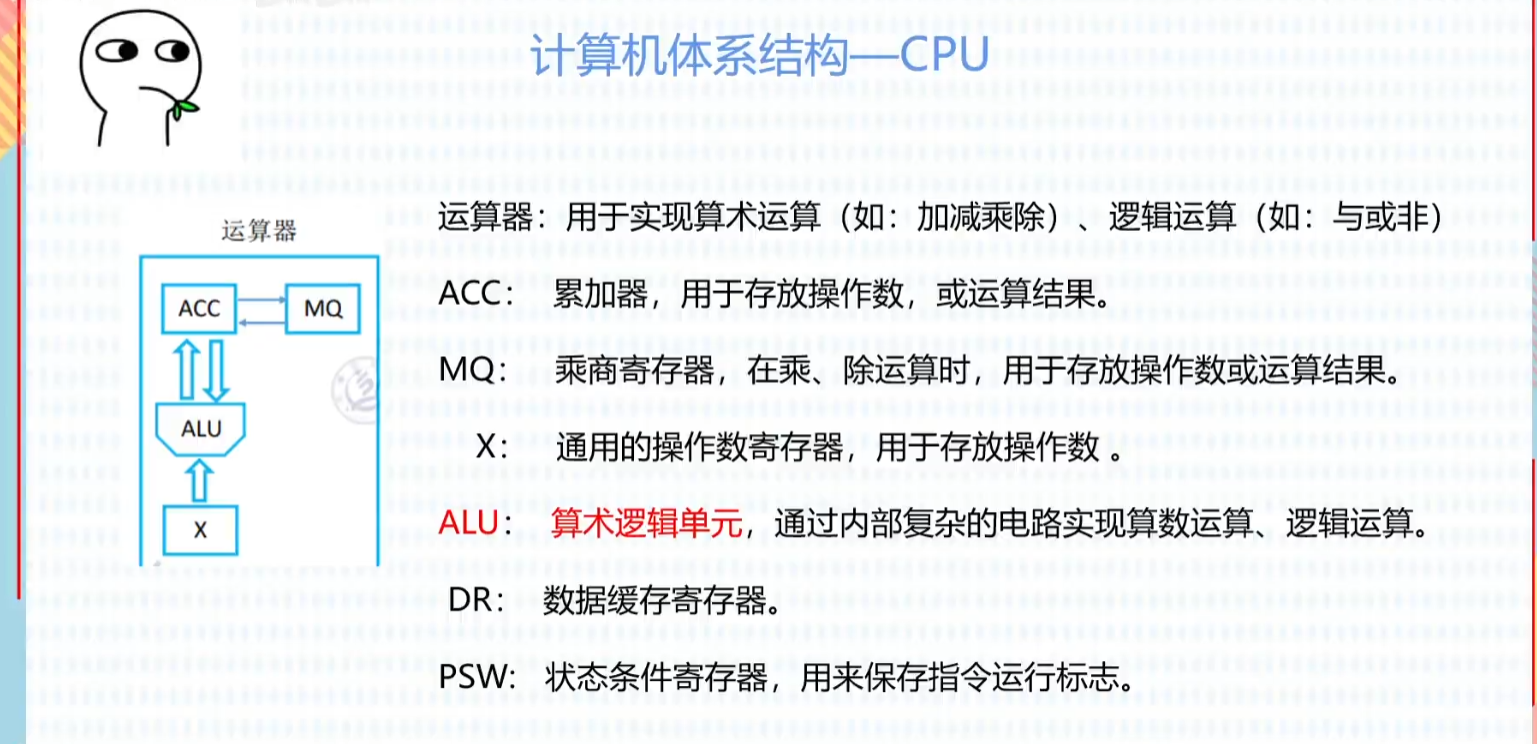 计算机体系结构—CPU
运算器
ACC
MQ
ALU
X
运算器：用于实现算术运算（如：加减乘除）、逻辑运算（如：与或非）
ACC： 累加器，用于存放操作数，或运算结果。
MQ： 乘商寄存器，在乘、除运算时，用于存放操作数或运算结果。
X： 通用的操作数寄存器，用于存放操作数 。
ALU： 算术逻辑单元，通过内部复杂的电路实现算数运算、逻辑运算。
DR： 数据缓存寄存器。
PSW： 状态条件寄存器，用来保存指令运行标志。